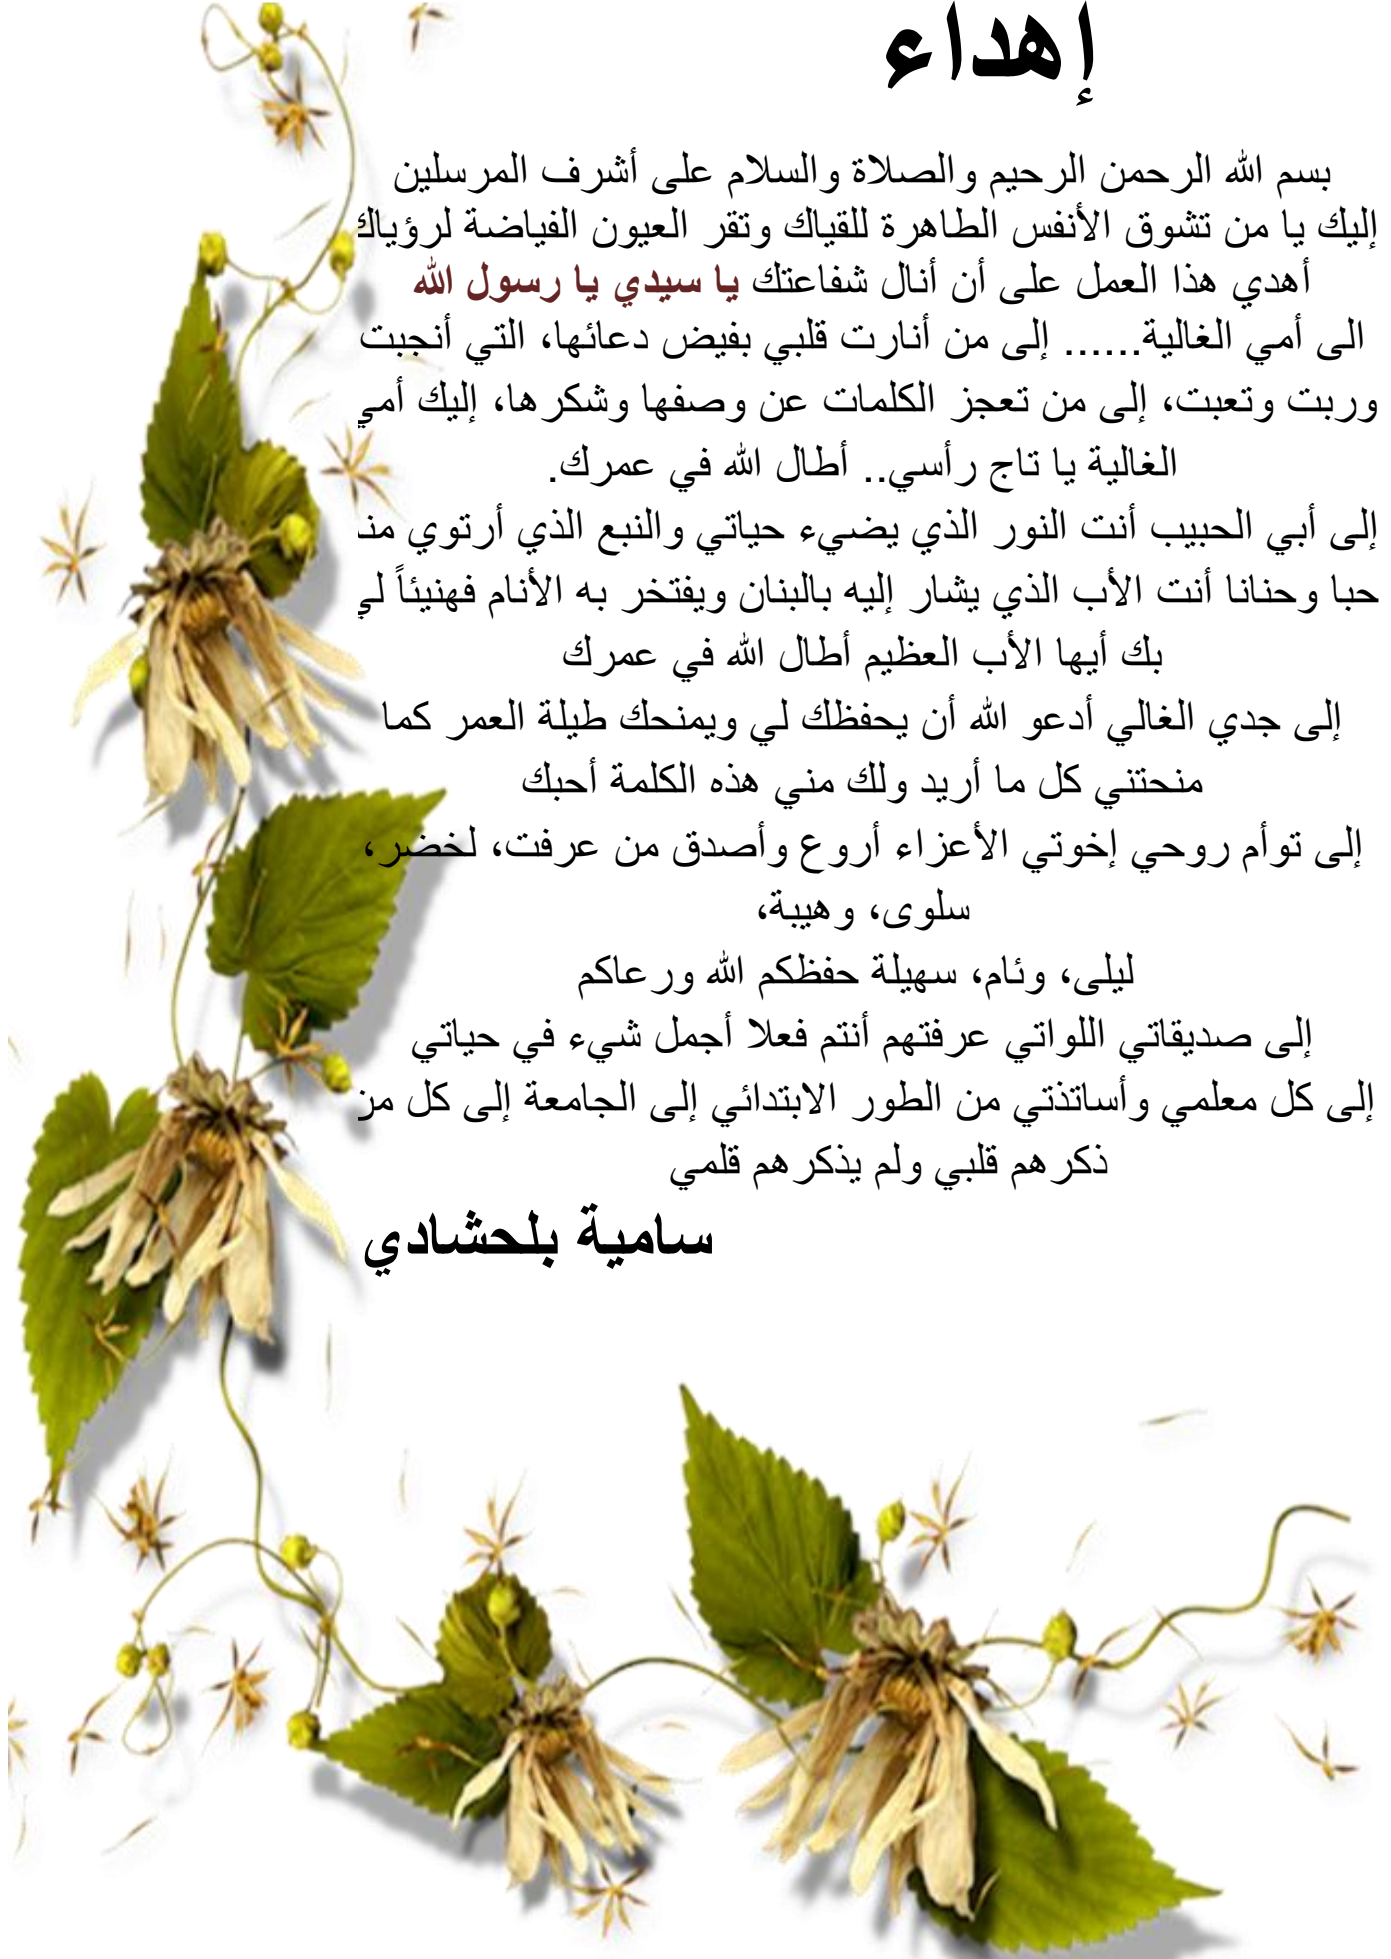 إهداء
بسم الله الرحمن الرحيم والصلاة والسلام على أشرف المرسلين
إليك يا من تشوق الأنفس الطاهرة للقياك وتقر العيون الفياضة لرؤياك
أهدي هذا العمل على أن أنال شفاعتك يا سيدي يا رسول الله
الى أمي الغالية...... إلى من أنارت قلبي بفيض دعائها، التي أنجبت
وربت وتعبت، إلى من تعجز الكلمات عن وصفها وشكرها، إليك أمي
الغالية يا تاج رأسي.. أطال الله في عمرك.
إلى أبي الحبيب أنت النور الذي يضيء حياتي والنبع الذي أرتوي منه
حبا وحنانا أنت الأب الذي يشار إليه بالبنان ويفتخر به الأنام فهنيئاً لي
بك أيها الأب العظيم أطال الله في عمرك
إلى جدي الغالي أدعو الله أن يحفظك لي ويمنحك طيلة العمر كما
منحتني كل ما أريد ولك مني هذه الكلمة أحبك
إلى توأم روحي إخوتي الأعزاء أروع وأصدق من عرفت، لخضر،
سلوى، وهيبة،
ليلى، وئام، سهيلة حفظكم الله ورعاكم
إلى صديقاتي اللواتي عرفتهم أنتم فعلا أجمل شيء في حياتي
إلى كل معلمي وأساتذتي من الطور الابتدائي إلى الجامعة إلى كل من
ذكرهم قلبي ولم يذكرهم قلمي
سامية بلحشادي